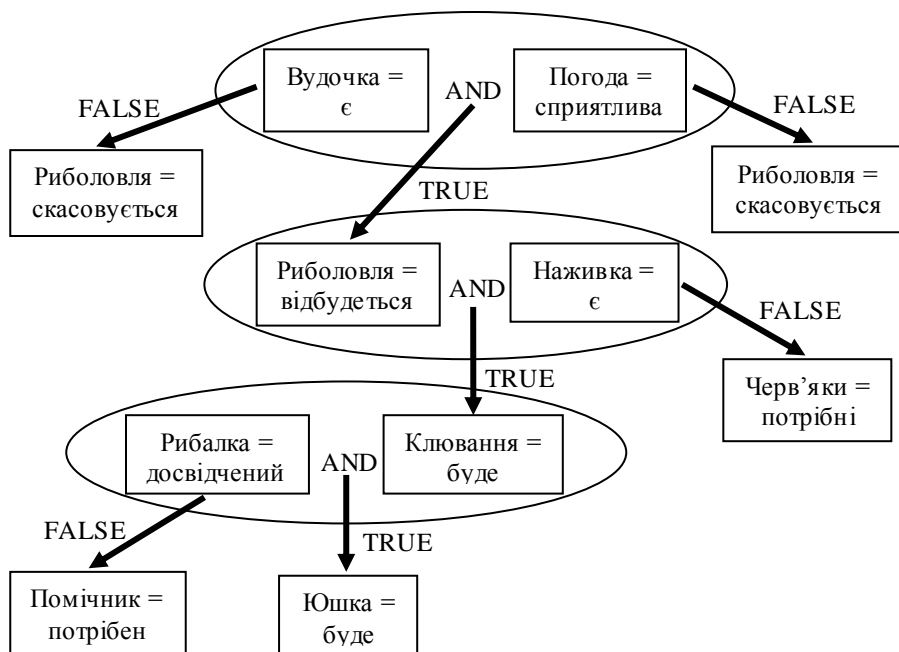 Вудочка =
є
AND
Погода =
сприятлива
FALSE
FALSE
Риболовля =
скасовується
TRUE
Риболовля =
скасовується
Риболовля =
відбудеться
AND
Наживка =
є
FALSE
TRUE
Черв’яки =
потрібні
Рибалка =
досвідчений
AND
Клювання =
буде
FALSE
TRUE
Помічник =
потрібен
Юшка =
буде